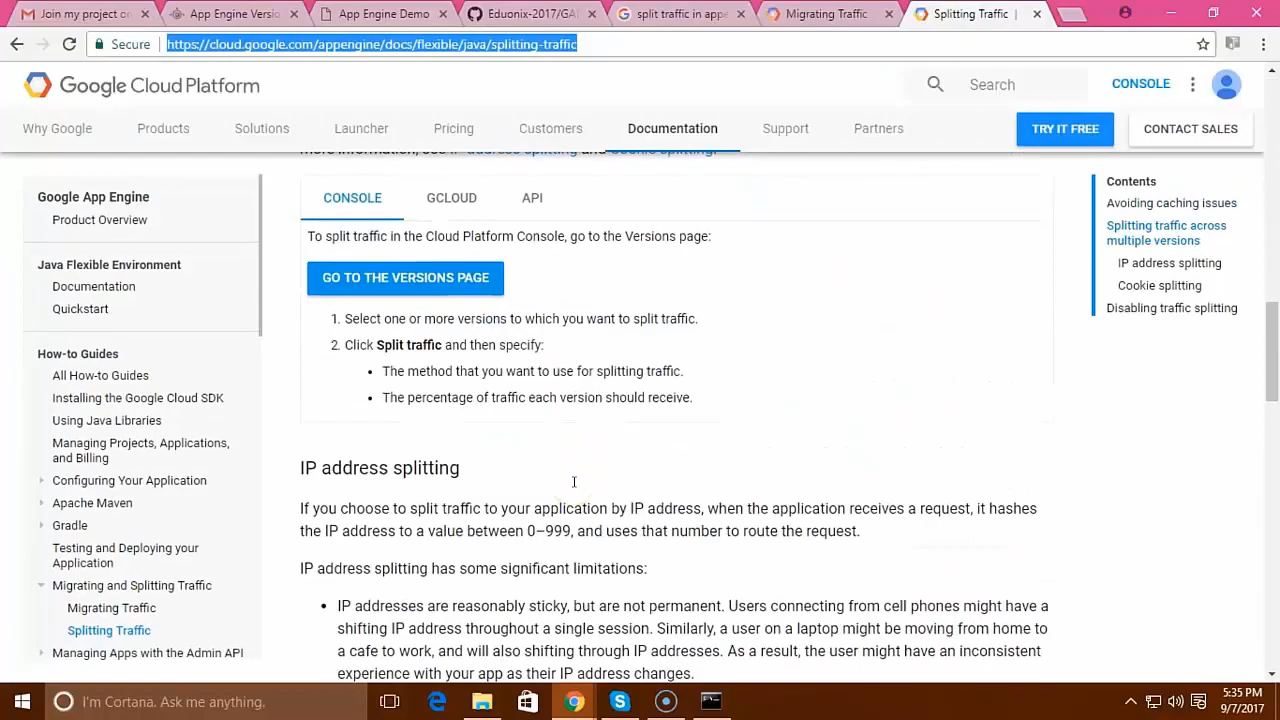 Join my project on
App Engine Versio
App Engine Demo
Eduonix-2017/GA
split traffic in appe
Migrating Traffic
Splitting Traffic |
Secure
https://cloud.google.com/appengine/docs/flexible/java/splitting-traffic
Google Cloud Platform
Search
CONSOLE
Why Google
Products
Solutions
Launcher
Pricing
Customers
Documentation
Support
Partners
TRY IT FREE
CONTACT SALES
more information, see IP address splitting and Cookie splitting.
Google App Engine
Product Overview
Java Flexible Environment
Documentation
Quickstart
How-to Guides
All How-to Guides
Installing the Google Cloud SDK
Using Java Libraries
Managing Projects, Applications,
and Billing
Configuring Your Application
Apache Maven
Gradle
Testing and Deploying your
Application
Migrating and Splitting Traffic
Migrating Traffic
Splitting Traffic
Managing Apps with the Admin API
CONSOLE
GCLOUD
API
To split traffic in the Cloud Platform Console, go to the Versions page:
GO TO THE VERSIONS PAGE
1. Select one or more versions to which you want to split traffic.
2. Click Split traffic and then specify:
• The method that you want to use for splitting traffic.
• The percentage of traffic each version should receive.
IP address splitting
If you choose to split traffic to your application by IP address, when the application receives a request, it hashes
the IP address to a value between 0–999, and uses that number to route the request.
IP address splitting has some significant limitations:
• IP addresses are reasonably sticky, but are not permanent. Users connecting from cell phones might have a
shifting IP address throughout a single session. Similarly, a user on a laptop might be moving from home to
a cafe to work, and will also shifting through IP addresses. As a result, the user might have an inconsistent
experience with your app as their IP address changes.
Contents
Avoiding caching issues
Splitting traffic across
multiple versions
IP address splitting
Cookie splitting
Disabling traffic splitting
I'm Cortana. Ask me anything.
5:35 PM
9/7/2017